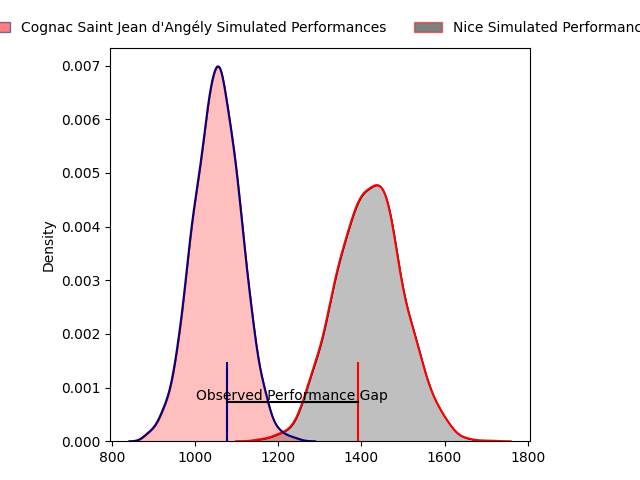 Cognac Saint Jean d'Angély Simulated Performances
Nice Simulated Performanc
0.007
0.006
0.005
0.004
0.003
0.002
0.001
0.000
Density
Observed Performance Gap
800 1000 1200 1400 1600 1800